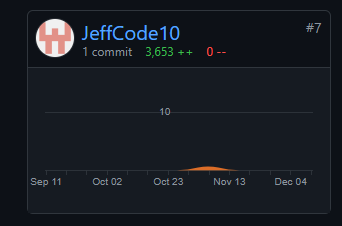 JeffCode10
#7
1 commit 3,653 ++ 0 --
10
Sep 11 Oct 02 Oct 23 Nov 13 Dec 04